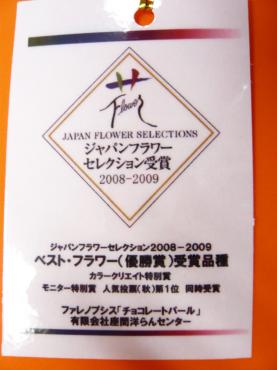 Flower
JAPAN FLOWER SELECTIONS
ジャパンフラワー
セレクション受賞
2008-2009
ジャパンフラワーセレクション2008-2009
ベスト・フラワー(優勝賞)受賞品種
カラークリエイト特別賞
モニター特別賞 人気投票(秋)第1位 同時受賞
ファレノプシス「チョコレートパール」
有限会社座間洋らんセンター